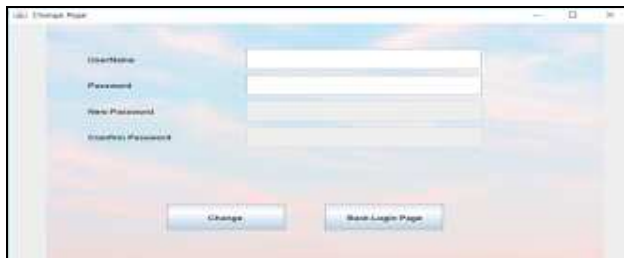 Change Page
UserName
Password
New Password
Confirm Password
Change
Back Login Page